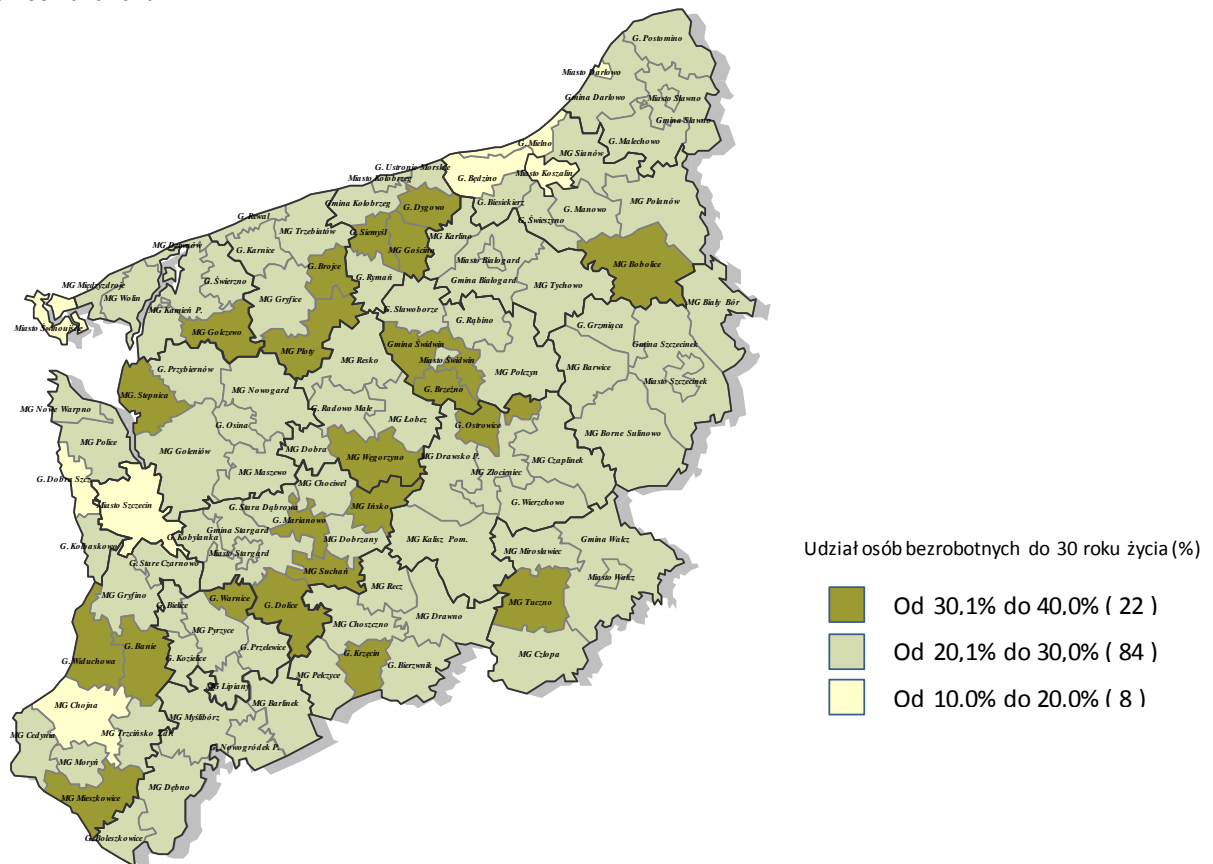 G. Postomino
Miasto Darłowo
Gmina Darłowo
Miasto Sławno
Gmina Sławno
G. Mielno
G. Malechowo
MG Sianów
G. Ustronie Morskie
Miasto Kołobrzeg
G. Będzino
Miasto Koszalin
Gmina Kołobrzeg
G. Dygowo
G. Biesiekierz
G. Manowo
MG Polanów
G. Świeszyno
G. Rewal
MG Trzebiatów
G. Siemyśl
MG Gościno
MG Karlino
MG Dziwnów
G. Karnice
G. Brojce
G. Rymań
Miasto Białogard
Gmina Białogard
MG Bobolice
MG Tychowo
MG Międzyzdroje
MG Wolin
G. Świerzno
MG Gryfice
MG Biały Bór
MG Kamień P.
G. Sławoborze
G. Rąbino
G. Grzmiąca
Miasto Świnoujście
MG Golczewo
MG Płoty
Gmina Świdwin
Miasto Świdwin
Gmina Szczecinek
MG Resko
MG Połczyn
MG Barwice
G. Przybiernów
MG Nowogard
G. Brzeżno
Miasto Szczecinek
MG Stepnica
MG Nowe Warpno
G. Radowo Małe
MG Łobez
G. Osina
G. Ostrowice
MG Borne Sulinowo
MG Police
MG Goleniów
MG Dobra
MG Węgorzyno
MG Drawsko P.
MG Czaplinek
MG Maszewo
MG Złocieniec
G. Dobra Szcz.
MG Chociwel
G. Wierzchowo
Miasto Szczecin
G. Stara Dąbrowa
MG Ińsko
G. Marianowo
Gmina Stargard
G. Kobylanka
MG Dobrzany
MG Kalisz Pom.
Gmina Wałcz
G. Kołbaskowo
Miasto Stargard
MG Mirosławiec
G. Stare Czarnowo
MG Suchań
Miasto Wałcz
MG Recz
MG Gryfino
G. Bielice
G. Warnice
G. Dolice
MG Tuczno
MG Drawno
MG Choszczno
MG Pyrzyce
G. Banie
G. Przelewice
G. Widuchowa
G. Kozielice
G. Krzęcin
G. Bierzwnik
MG Człopa
MG Pełczyce
MG Lipiany
MG Chojna
MG Barlinek
MG Myślibórz
MG Cedynia
MG Trzcińsko Zdr.
G. Nowogródek P.
MG Moryń
MG Dębno
MG Mieszkowice
G. Boleszkowice
Udział osób bezrobotnych do 30 roku życia (%)
Od 30,1% do 40,0% ( 22 )
Od 20,1% do 30,0% ( 84 )
Od 10,0% do 20,0% ( 8 )